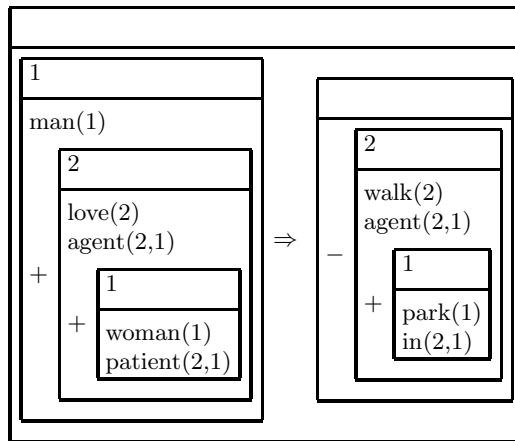 1
man(1)
+
2
love(2)
agent(2,1)
+
1
woman(1)
patient(2,1)
⇒
−
2
walk(2)
agent(2,1)
+
1
park(1)
in(2,1)